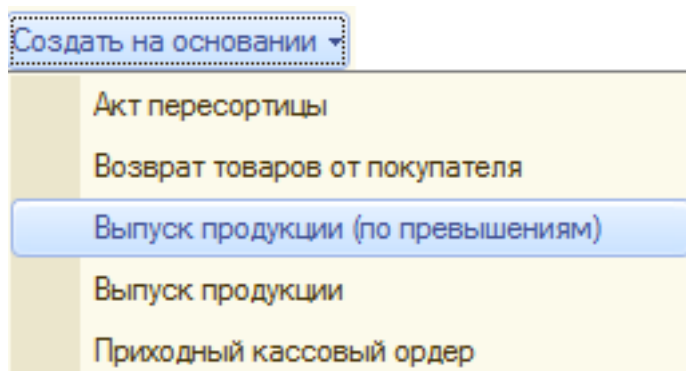 Создать на основании
Акт пересортицы
Возврат товаров от покупателя
Выпуск продукции (по превышениям)
Выпуск продукции
Приходный кассовый ордер